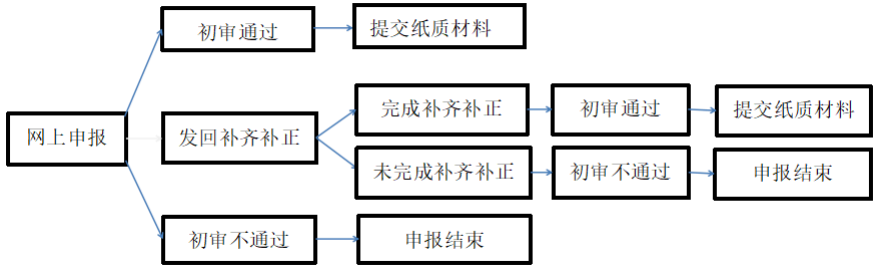 初审通过
提交纸质材料
网上申报
发回补齐补正
完成补齐补正
初审通过
提交纸质材料
未完成补齐补正
初审不通过
申报结束
初审不通过
申报结束